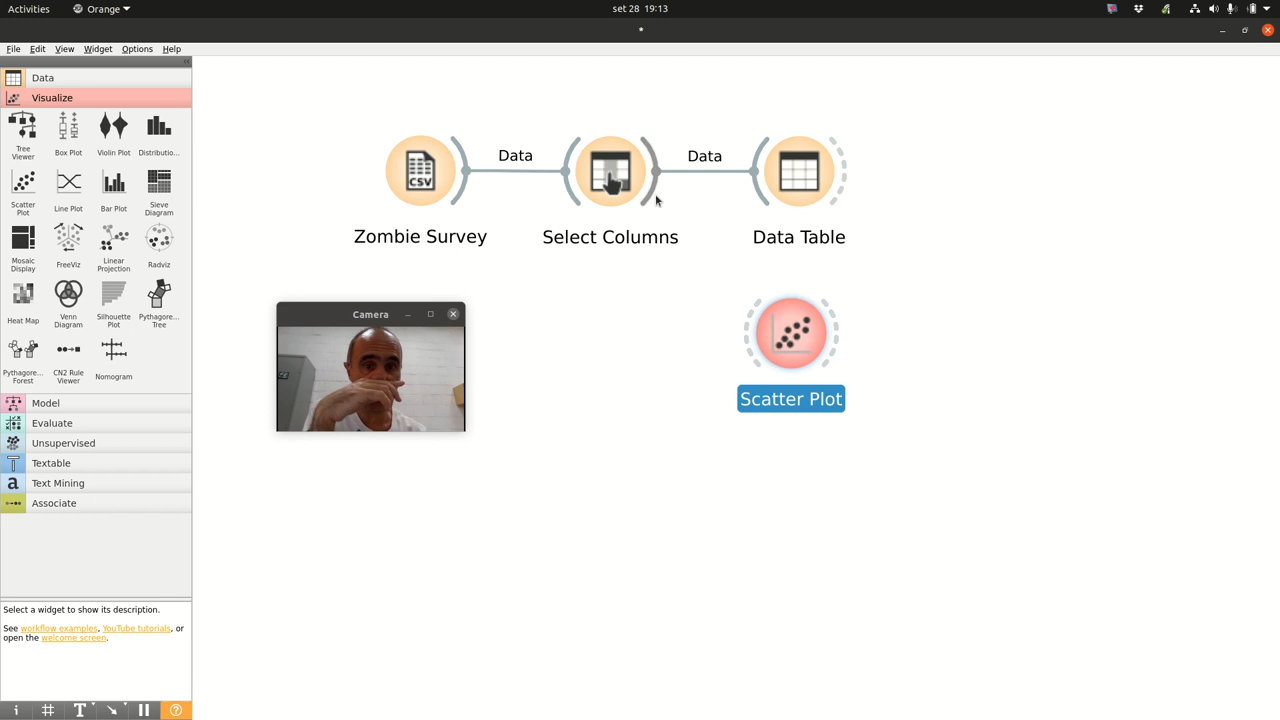 Activities
Orange
set 28 19:13
*
File Edit View Widget Options Help
Data
Visualize
Tree Viewer
Box Plot
Violin Plot
Distributio...
Scatter Plot
Line Plot
Bar Plot
Sieve Diagram
Mosaic Display
FreeViz
Linear Projection
Radviz
Heat Map
Venn Diagram
Silhouette Plot
Pythagore... Tree
Pythagore... Forest
CN2 Rule Viewer
Nomogram
Model
Evaluate
Unsupervised
Textable
Text Mining
Associate
Select a widget to show its description.
See workflow examples, YouTube tutorials, or
open the welcome screen.
CSV
Data
Data
Zombie Survey
Select Columns
Data Table
Camera
Scatter Plot